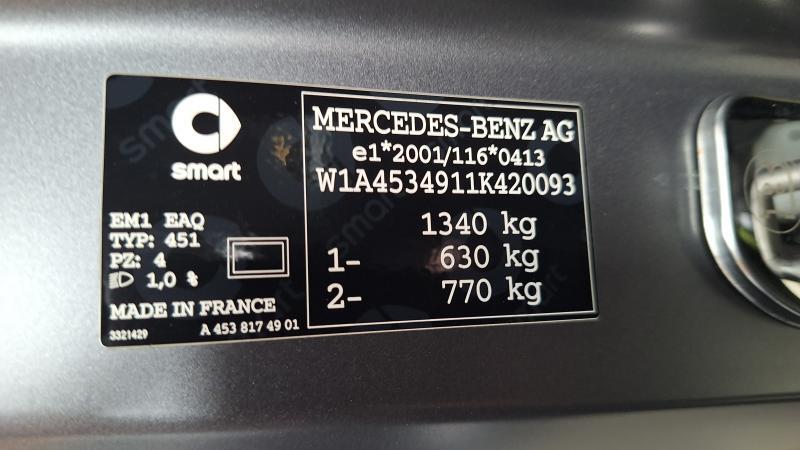 smart
EM1 EAQ
TYP: 451
PZ: 4
1,0 %
MADE IN FRANCE
3321429
A 453 817 49 01
MERCEDES-BENZ AG
e1*2001/116*0413
W1A4534911K420093
1340 kg
1- 630 kg
2- 770 kg